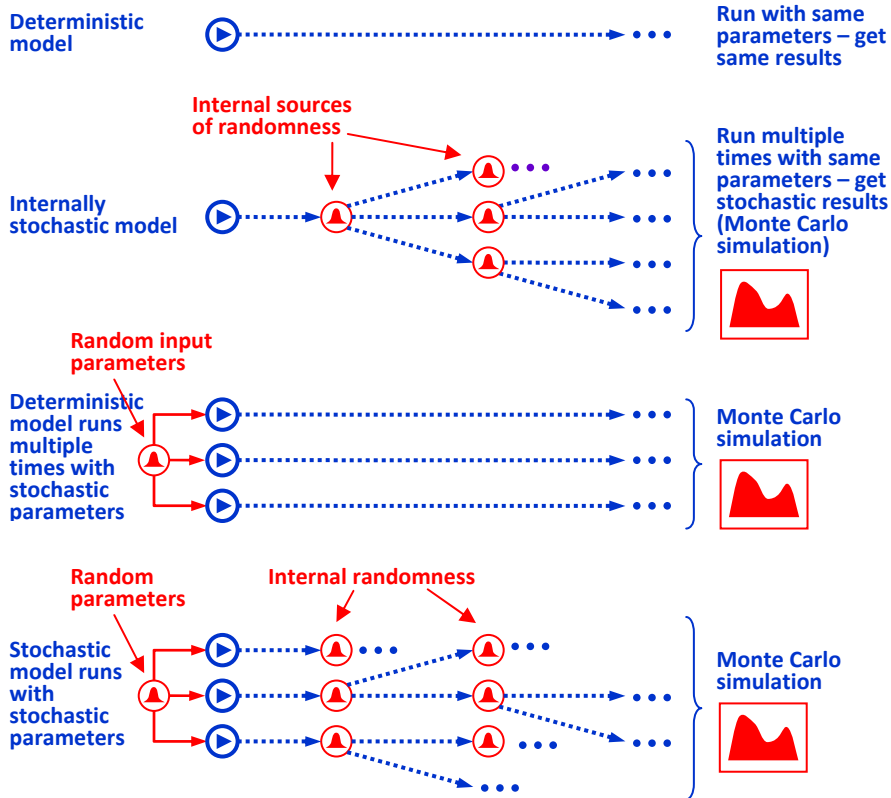 Deterministic
model
Run with same
parameters – get
same results
Internal sources
of randomness
Internally
stochastic model
Run multiple
times with same
parameters – get
stochastic results
(Monte Carlo
simulation)
Random input
parameters
Deterministic
model runs
multiple
times with
stochastic
parameters
Monte Carlo
simulation
Random
parameters
Internal randomness
Stochastic
model runs
with
stochastic
parameters
Monte Carlo
simulation